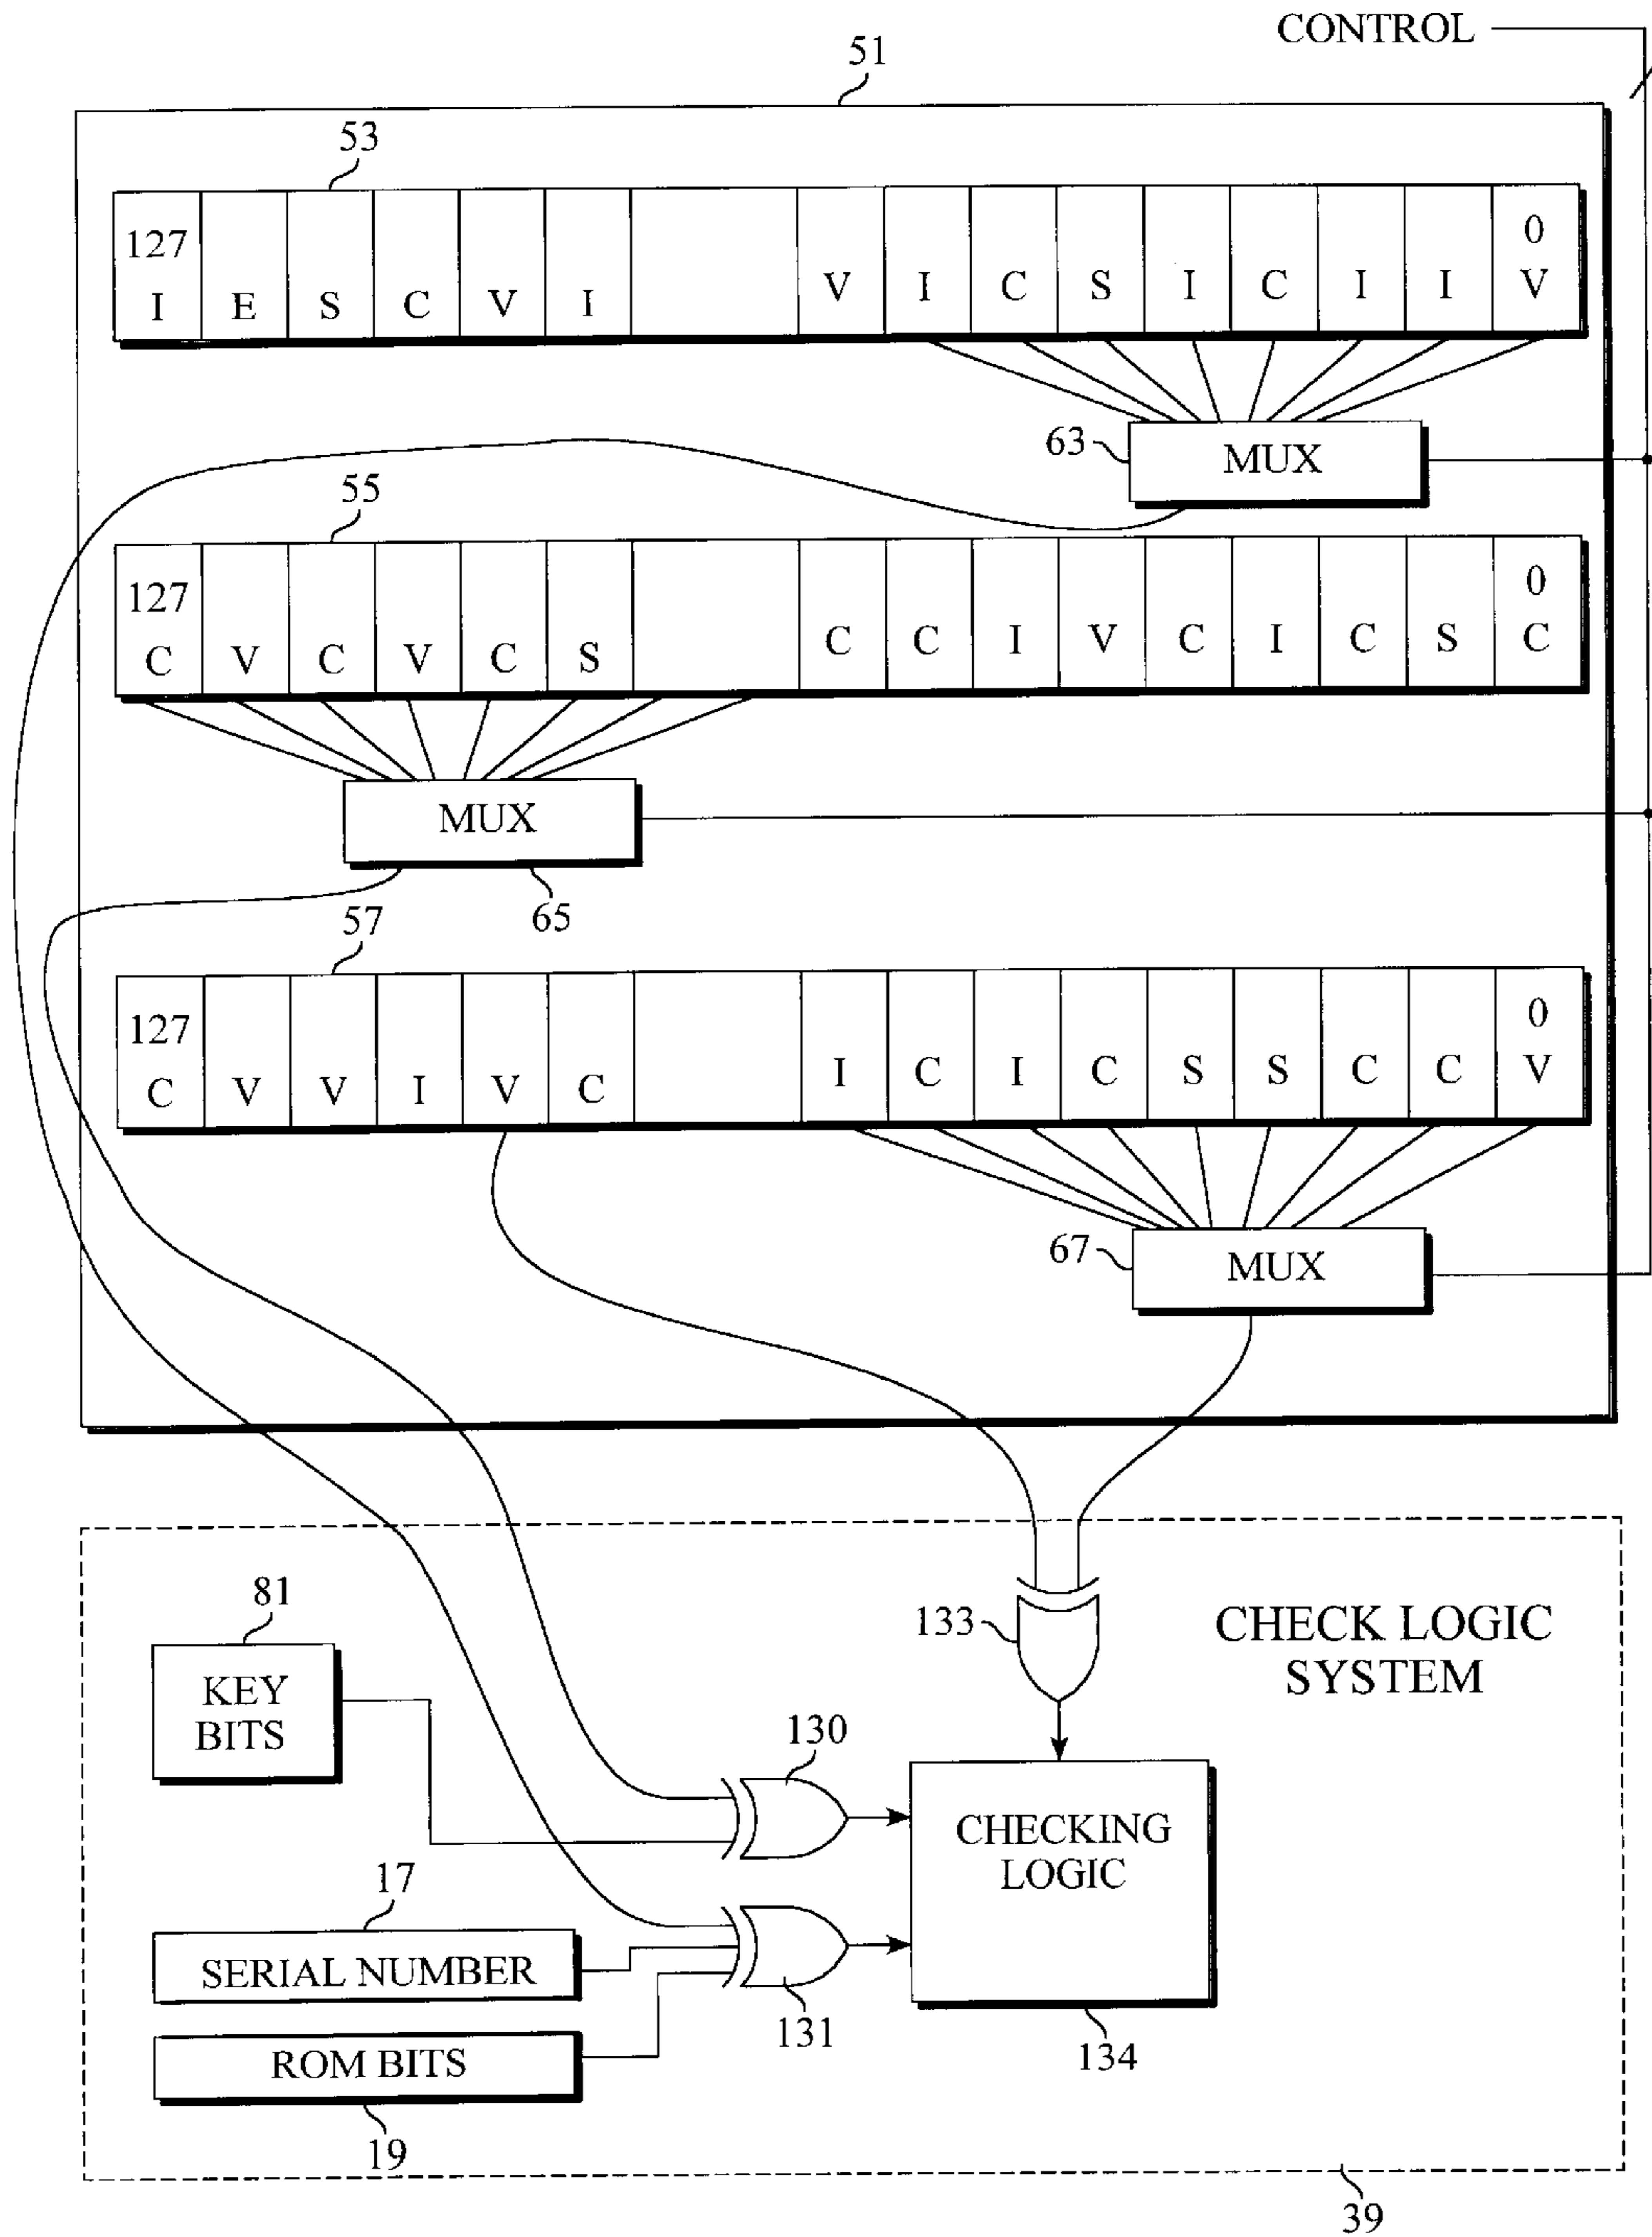 CONTROL
51
53
127 0
I E S C V I V I C S I C I I V
63
MUX
55
127 0
C V C V C S C C I V C I C S C
MUX
65
57
127 0
C V V I V C I C I C S S C C V
67
MUX
81
KEY
BITS
133
CHECK LOGIC
SYSTEM
130
CHECKING
LOGIC
17
SERIAL NUMBER
131
134
ROM BITS
19
39